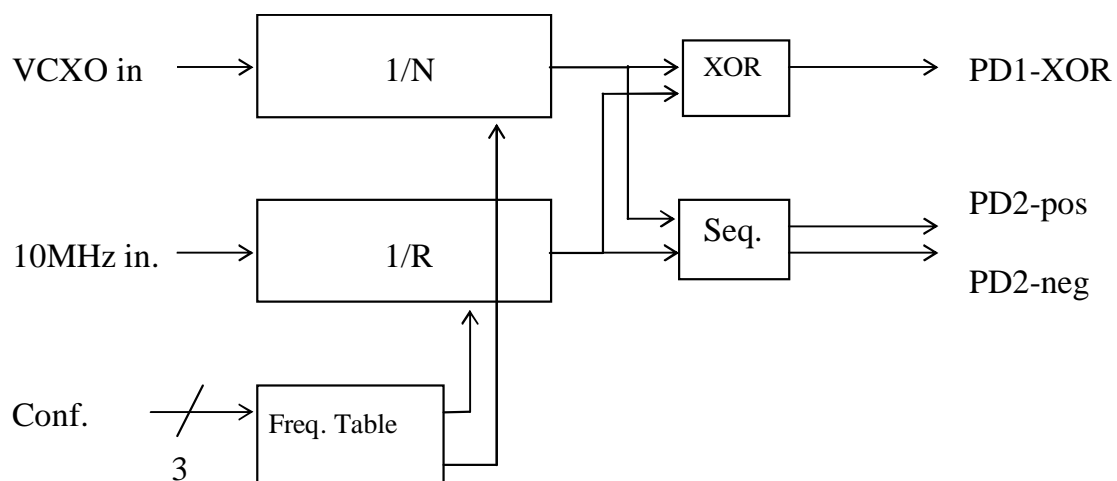 VCXO in
1/N
XOR
PD1-XOR
10MHz in.
1/R
Seq.
PD2-pos
PD2-neg
Conf.
3
Freq. Table